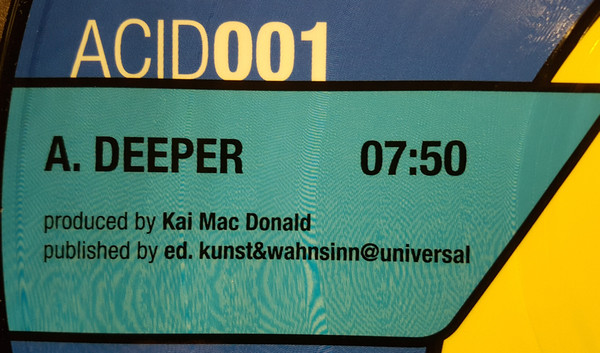 ACID001
A. DEEPER 07:50
produced by Kai Mac Donald
published by ed. kunst&wahnsinn@universal